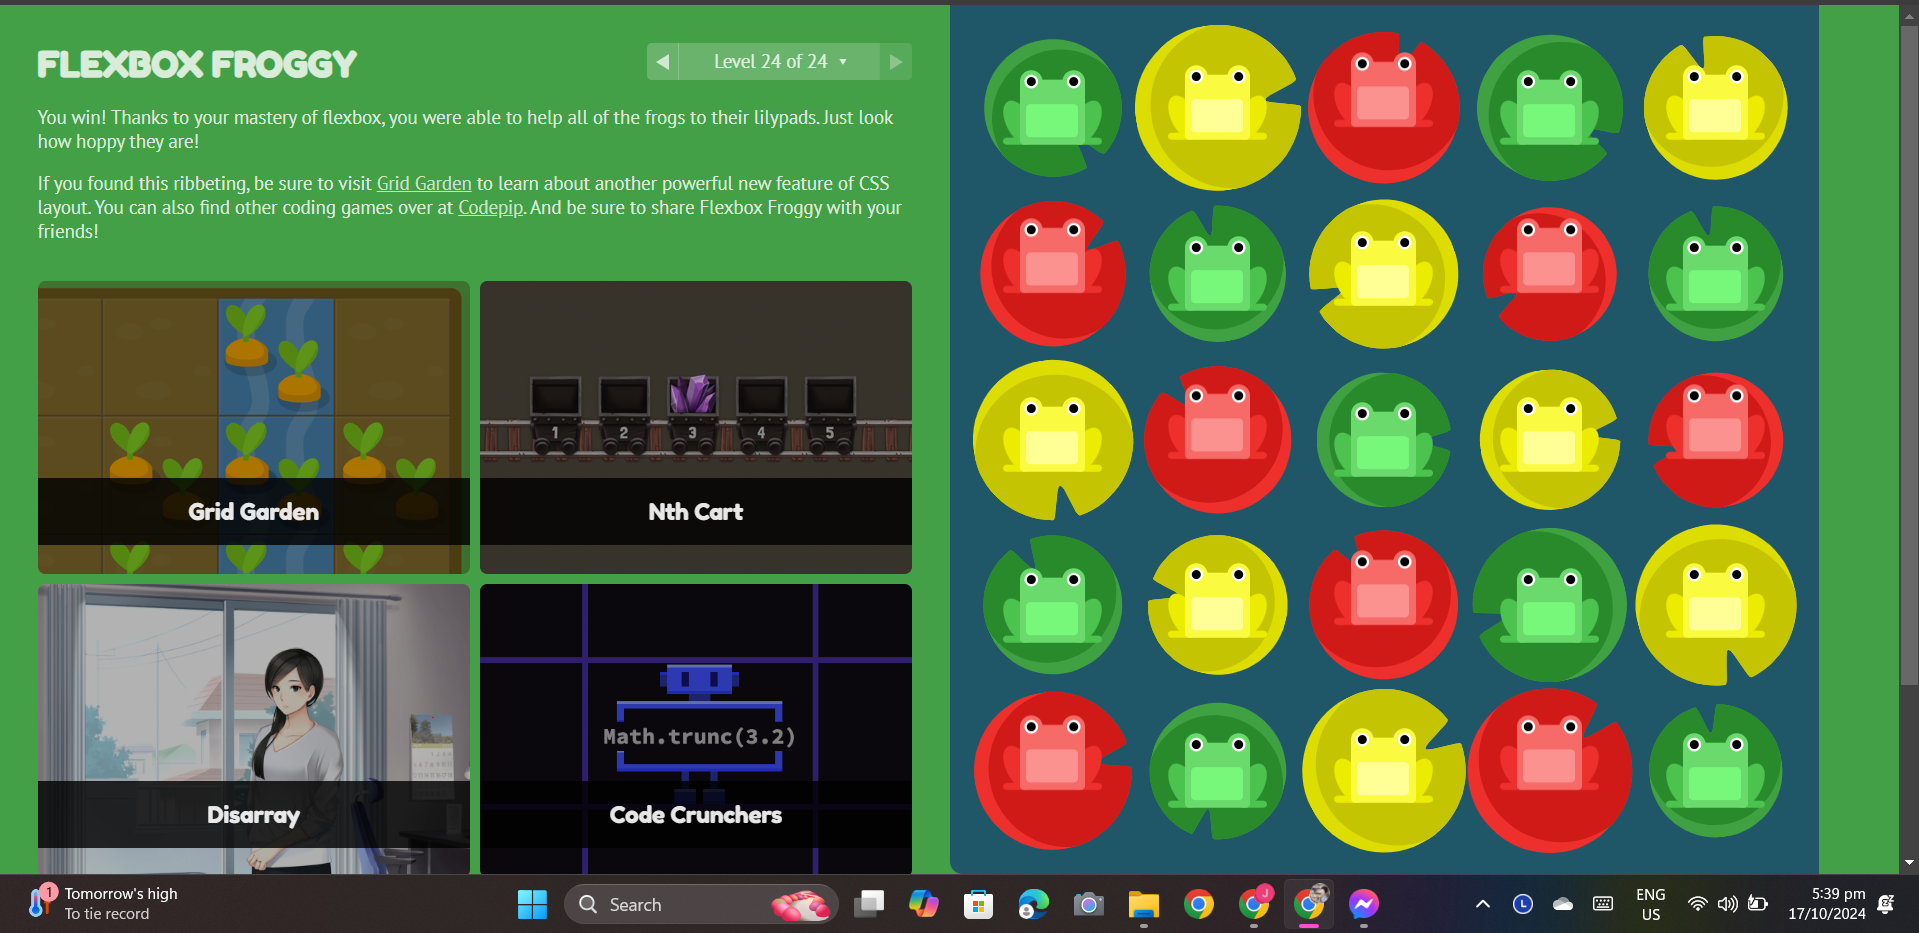 FLEXBOX FROGGY
Level 24 of 24
You win! Thanks to your mastery of flexbox, you were able to help all of the frogs to their lilypads. Just look
how hoppy they are!
If you found this ribbeting, be sure to visit Grid Garden to learn about another powerful new feature of CSS
layout. You can also find other coding games over at Codepip. And be sure to share Flexbox Froggy with your
friends!
1 2 3 4 5
Grid Garden
Nth Cart
Math.trunc(3.2)
Disarray
Code Crunchers
1
Tomorrow's high
To tie record
Search
J
L
ENG
US
5:39 pm
17/10/2024